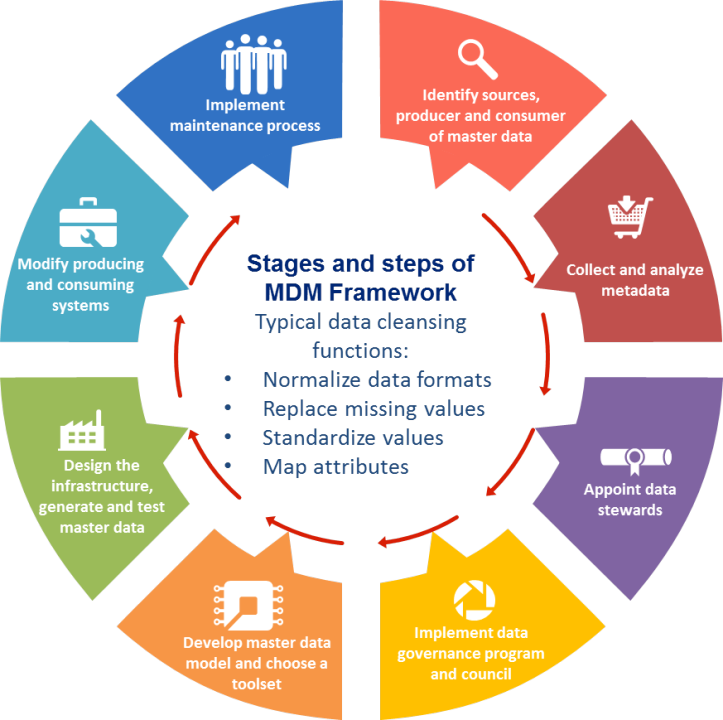 Implement
maintenance process
Identify sources,
producer and consumer
of master data
Collect and analyze
metadata
Appoint data
stewards
Implement data
governance program
and council
Develop master data
model and choose a
toolset
Design the
infrastructure,
generate and test
master data
Modify producing
and consuming
systems
Stages and steps of
MDM Framework
Typical data cleansing
functions:
• Normalize data formats
• Replace missing values
• Standardize values
• Map attributes